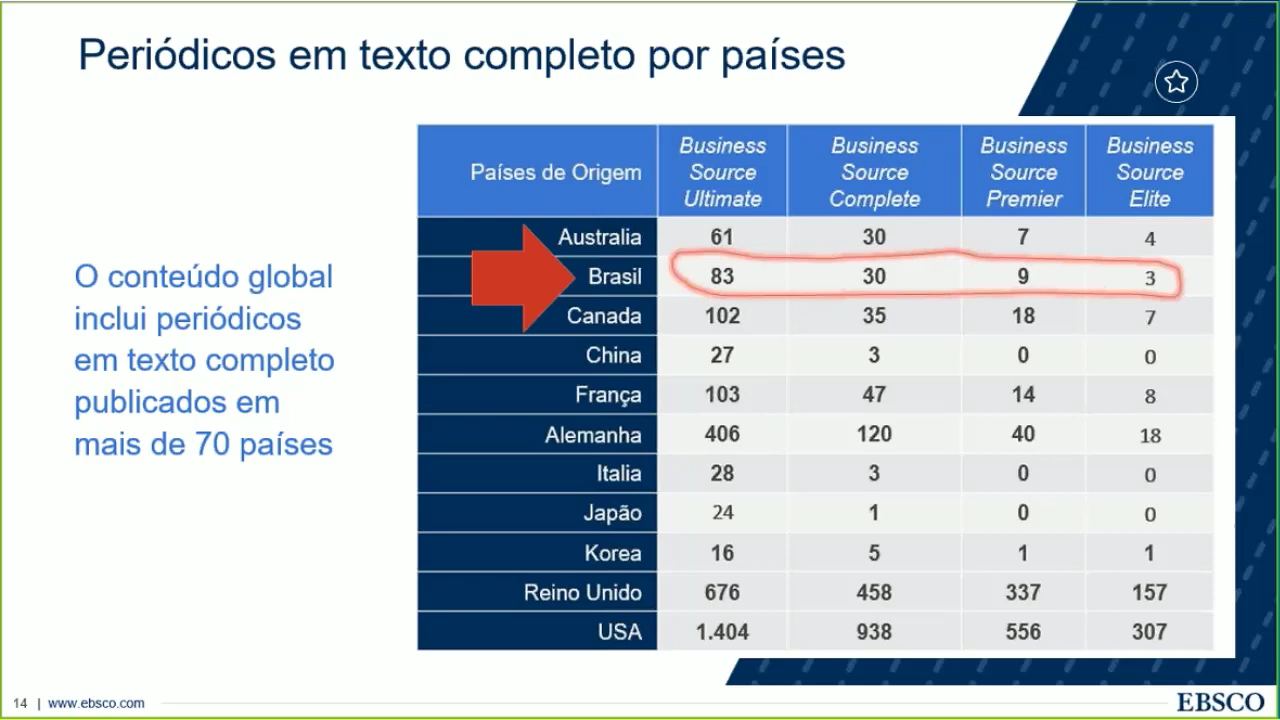 Periódicos em texto completo por países
O conteúdo global
inclui periódicos
em texto completo
publicados em
mais de 70 países
Países de Origem
Business
Source
Ultimate
Business
Source
Complete
Business
Source
Premier
Business
Source
Elite
Australia 61 30 7 4
Brasil 83 30 9 3
Canada 102 35 18 7
China 27 3 0 0
França 103 47 14 8
Alemanha 406 120 40 18
Italia 28 3 0 0
Japão 24 1 0 0
Korea 16 5 1 1
Reino Unido 676 458 337 157
USA 1.404 938 556 307
14 | www.ebsco.com
EBSCO